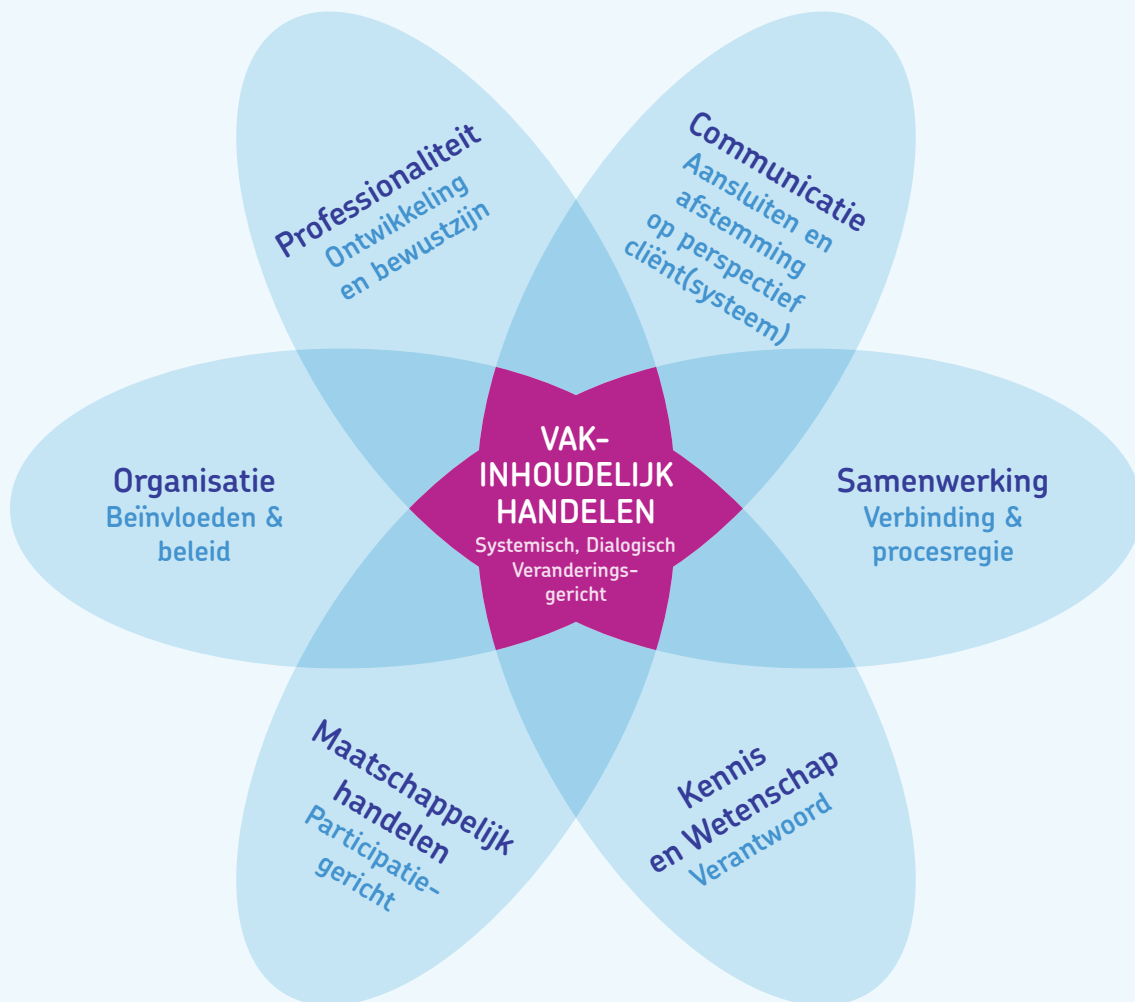 Professionaliteit
Ontwikkeling
en bewustzijn
Communicatie
Aansluiten en
afstemming
op perspectief
cliënt(systeem)
Organisatie
Beïnvloeden &
beleid
VAK-
INHOUDELIJK
HANDELEN
Systemisch, Dialogisch
Veranderings-
gericht
Samenwerking
Verbinding &
procesregie
Maatschappelijk
handelen
Participatie-
gericht
Kennis
en Wetenschap
Verantwoord